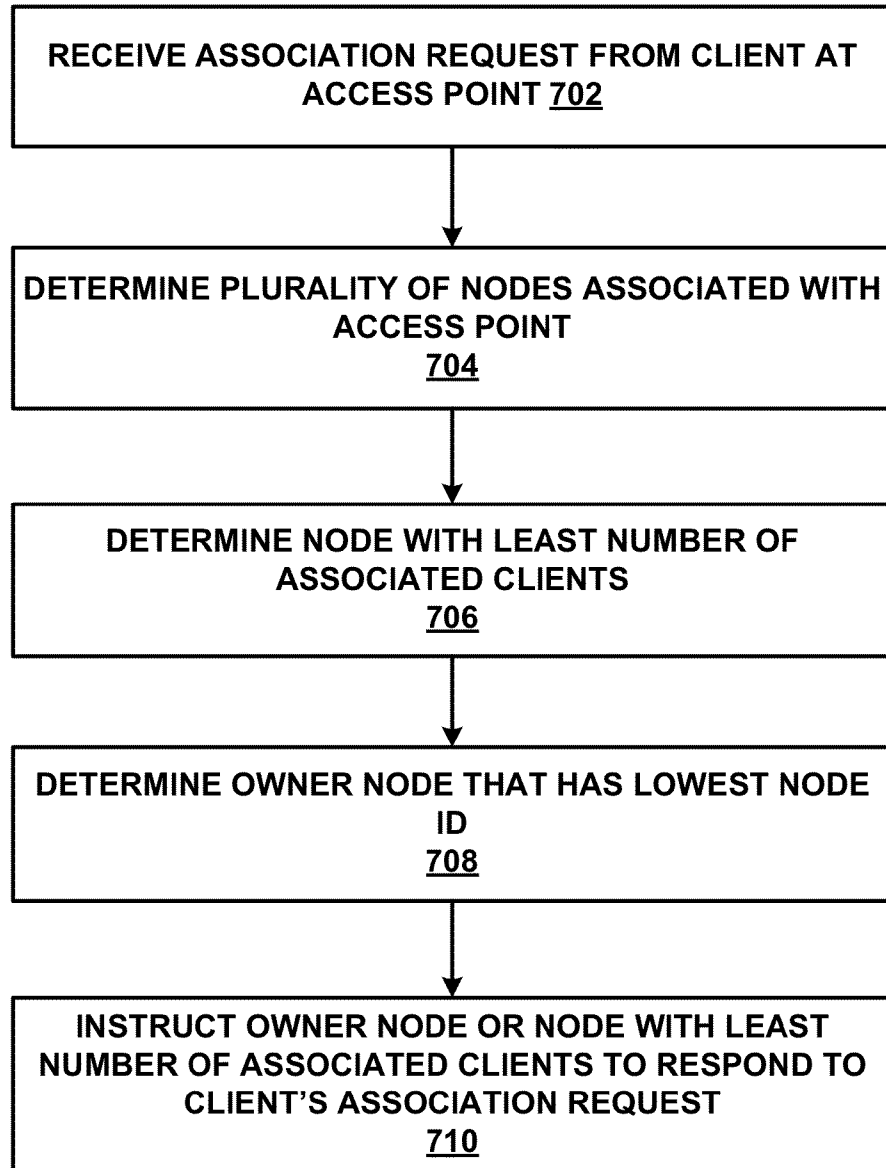 RECEIVE ASSOCIATION REQUEST FROM CLIENT AT
ACCESS POINT 702
DETERMINE PLURALITY OF NODES ASSOCIATED WITH
ACCESS POINT
704
DETERMINE NODE WITH LEAST NUMBER OF
ASSOCIATED CLIENTS
706
DETERMINE OWNER NODE THAT HAS LOWEST NODE
ID
708
INSTRUCT OWNER NODE OR NODE WITH LEAST
NUMBER OF ASSOCIATED CLIENTS TO RESPOND TO
CLIENT'S ASSOCIATION REQUEST
710